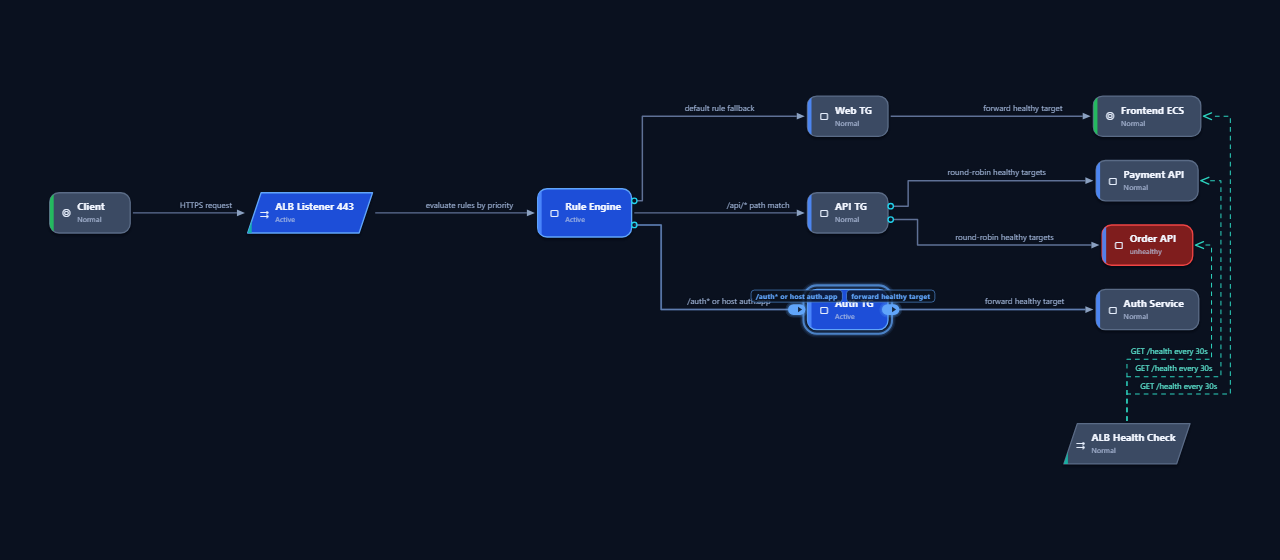 default rule fallback
Web TG
Normal
forward healthy target
Frontend ECS
Normal
round-robin healthy targets
Payment API
Normal
Client
Normal
HTTPS request
ALB Listener 443
Active
evaluate rules by priority
Rule Engine
Active
/api/* path match
API TG
Normal
round-robin healthy targets
Order API
unhealthy
/auth* or host auth.app
/auth* or host auth.app
forward healthy target
Auth TG
Active
forward healthy target
Auth Service
Normal
GET /health every 30s
GET /health every 30s
GET /health every 30s
ALB Health Check
Normal